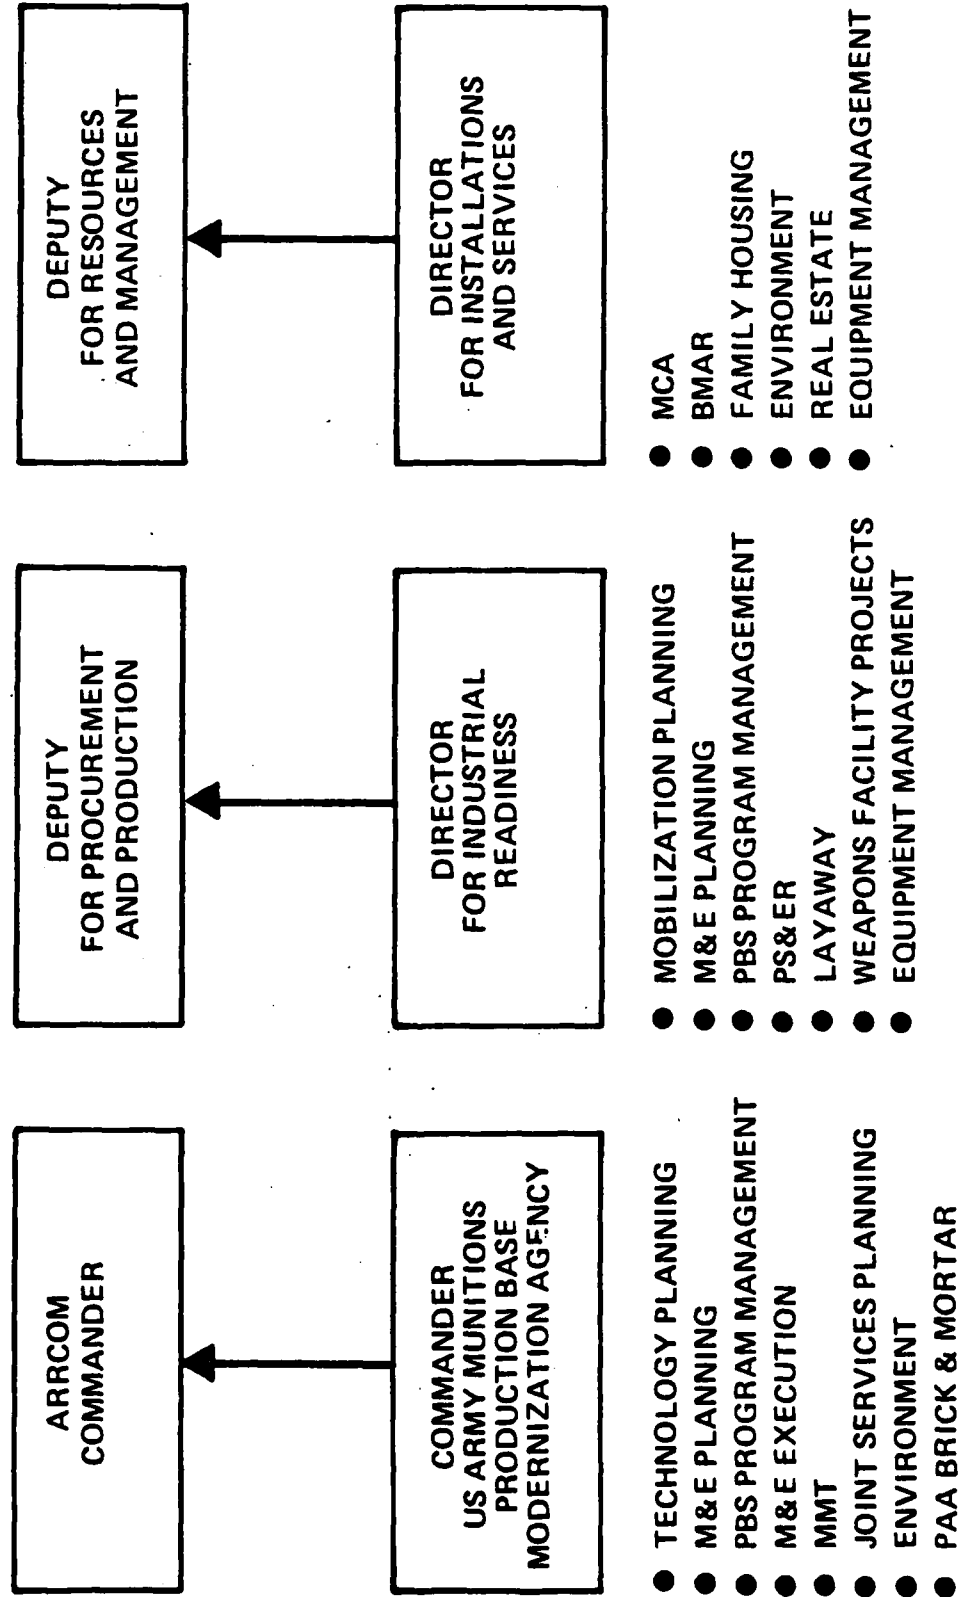 ARRCOM
COMMANDER
COMMANDER
US ARMY MUNITIONS
PRODUCTION BASE
MODERNIZATION AGENCY
● TECHNOLOGY PLANNING
● M&E PLANNING
● PBS PROGRAM MANAGEMENT
● M&E EXECUTION
● MMT
● JOINT SERVICES PLANNING
● ENVIRONMENT
● PAA BRICK & MORTAR
DEPUTY
FOR PROCUREMENT
AND PRODUCTION
DIRECTOR
FOR INDUSTRIAL
READINESS
● MOBILIZATION PLANNING
● M&E PLANNING
● PBS PROGRAM MANAGEMENT
● PS&ER
● LAYAWAY
● WEAPONS FACILITY PROJECTS
● EQUIPMENT MANAGEMENT
DEPUTY
FOR RESOURCES
AND MANAGEMENT
DIRECTOR
FOR INSTALLATIONS
AND SERVICES
● MCA
● BMAR
● FAMILY HOUSING
● ENVIRONMENT
● REAL ESTATE
● EQUIPMENT MANAGEMENT